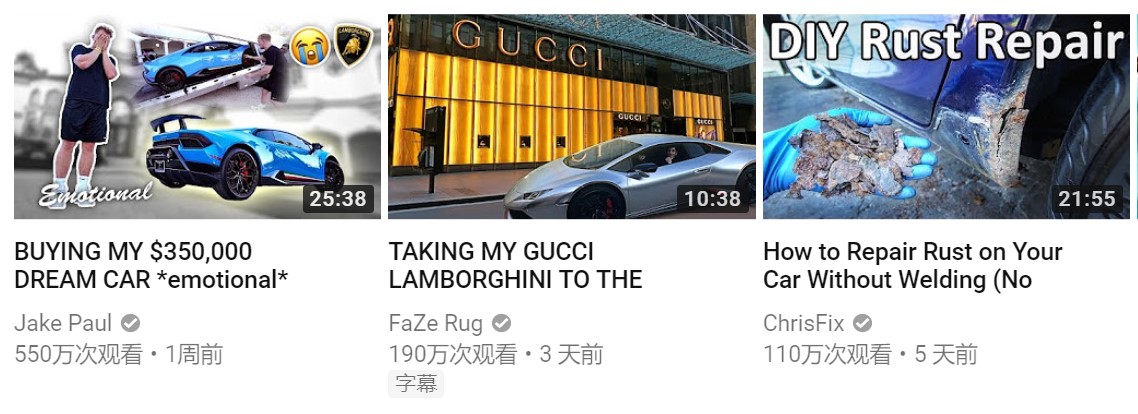 LAMBORGHINI
Emotional
25:38
BUYING MY $350,000
DREAM CAR *emotional*
Jake Paul
550万次观看 • 1周前
GUCCI
GUCCI
GUCCI
10:38
TAKING MY GUCCI
LAMBORGHINI TO THE
FaZe Rug
190万次观看 • 3 天前
字幕
DIY Rust Repair
21:55
How to Repair Rust on Your
Car Without Welding (No
ChrisFix
110万次观看 • 5 天前